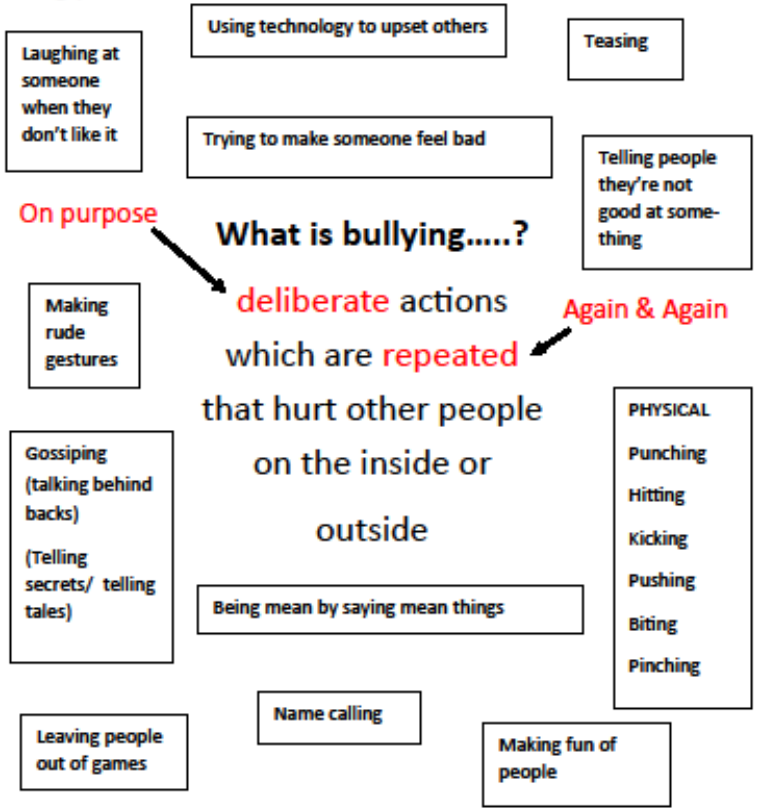 Using technology to upset others
Teasing
Laughing at
someone
when they
don't like it
Trying to make someone feel bad
Telling people
they're not
good at some-
thing
On purpose
What is bullying.....?
deliberate actions
Again & Again
which are repeated
that hurt other people
on the inside or
outside
Making
rude
gestures
PHYSICAL
Punching
Hitting
Kicking
Pushing
Biting
Pinching
Gossiping
(talking behind
backs)
(Telling
secrets/ telling
tales)
Being mean by saying mean things
Name calling
Leaving people
out of games
Making fun of
people